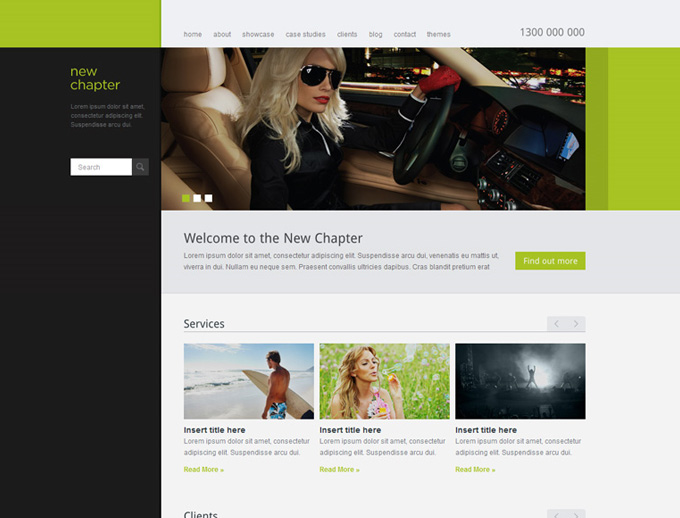 home about showcase case studies clients blog contact themes
1300 000 000
new
chapter
Lorem ipsum dolor sit amet,
consectetur adipiscing elit.
Suspendisse arcu dui.
Search
Welcome to the New Chapter
Lorem ipsum dolor sit amet, consectetur adipiscing elit. Suspendisse arcu dui, venenatis eu mattis ut,
viverra in dui. Nullam eu neque sem. Praesent convallis ultricies dapibus. Cras blandit pretium erat
Find out more
Services
Insert title here
Lorem ipsum dolor sit amet, consectetur
adipiscing elit. Suspendisse arcu dui.
Read More »
Insert title here
Lorem ipsum dolor sit amet, consectetur
adipiscing elit. Suspendisse arcu dui.
Read More »
Insert title here
Lorem ipsum dolor sit amet, consectetur
adipiscing elit. Suspendisse arcu dui.
Read More »
Clients